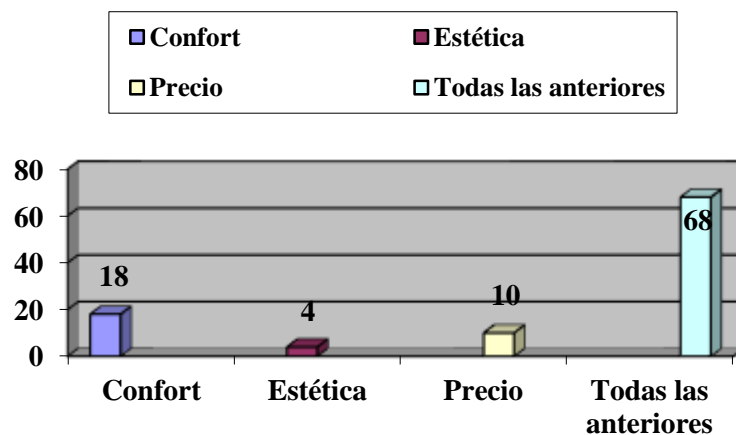 Confort Estética
Precio Todas las anteriores
80
60
40
20
0
18
4
10
68
Confort Estética Precio Todas las
anteriores